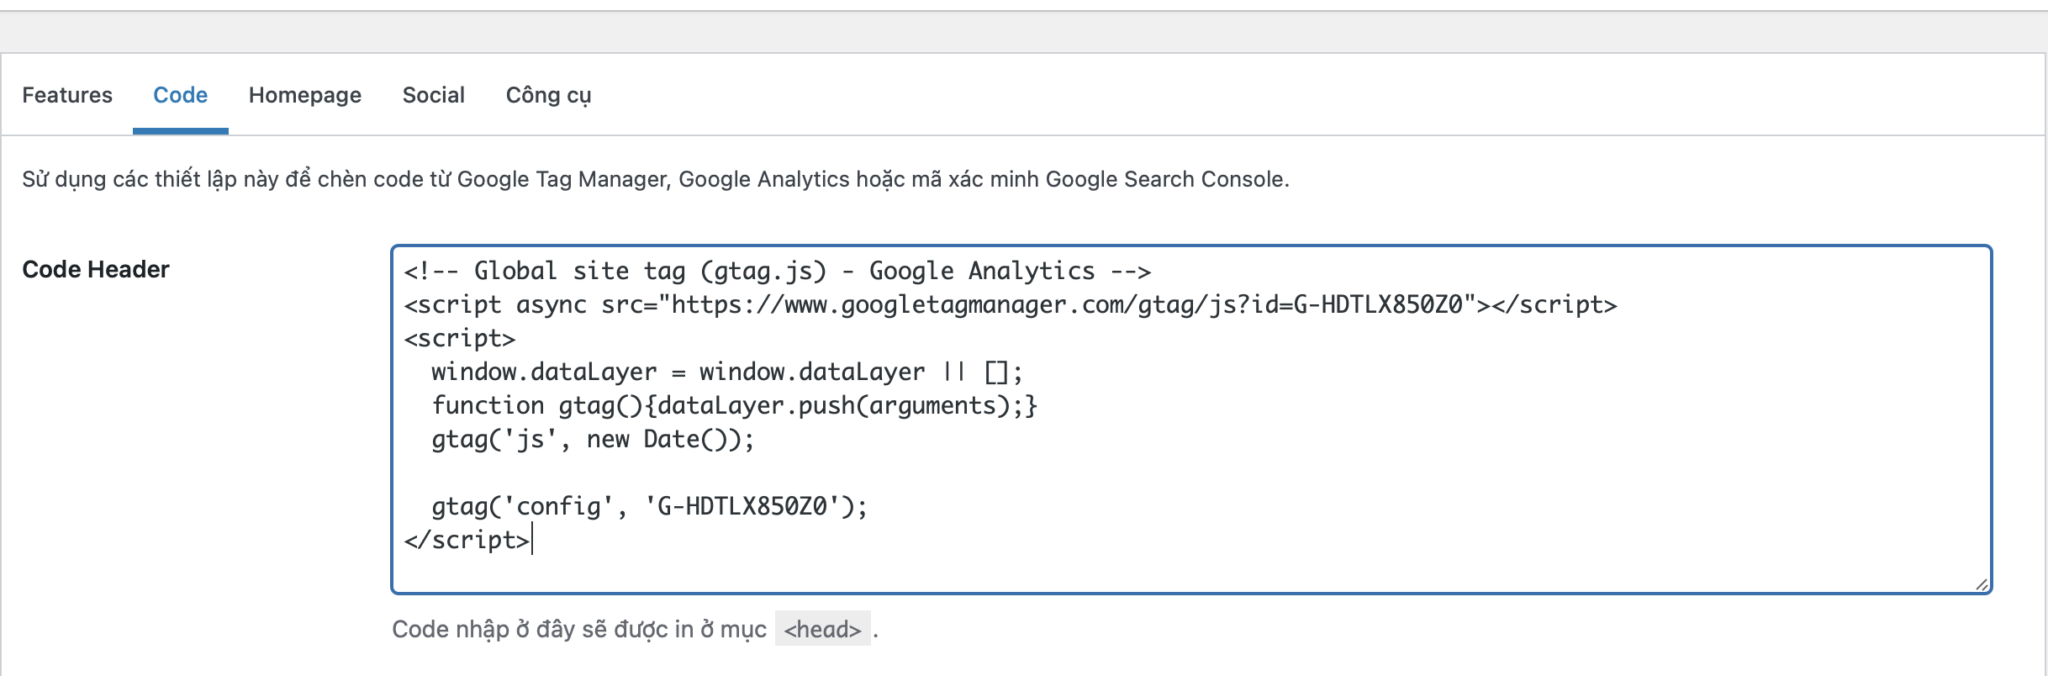 Features Code Homepage Social Công cụ
Sử dụng các thiết lập này để chèn code từ Google Tag Manager, Google Analytics hoặc mã xác minh Google Search Console.
Code Header
<!-- Global site tag (gtag.js) - Google Analytics -->
<script async src="https://www.googletagmanager.com/gtag/js?id=G-HDTLX850Z0"></script>
<script>
  window.dataLayer = window.dataLayer || [];
  function gtag(){dataLayer.push(arguments);}
  gtag('js', new Date());

  gtag('config', 'G-HDTLX850Z0');
</script>
Code nhập ở đây sẽ được in ở mục <head> .